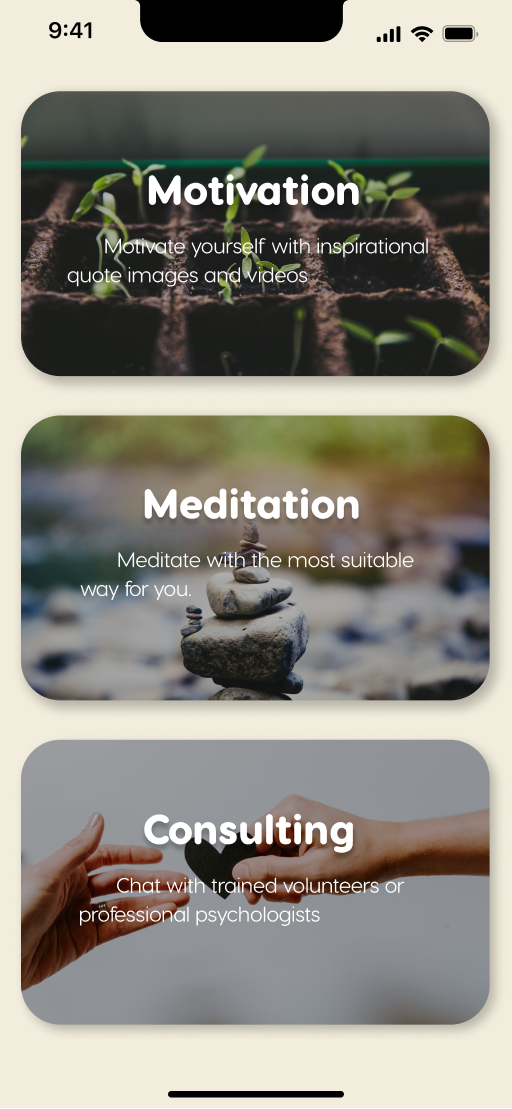 9:41
Motivation
Motivate yourself with inspirational
quote images and videos
Meditation
Meditate with the most suitable
way for you.
Consulting
Chat with trained volunteers or
professional psychologists